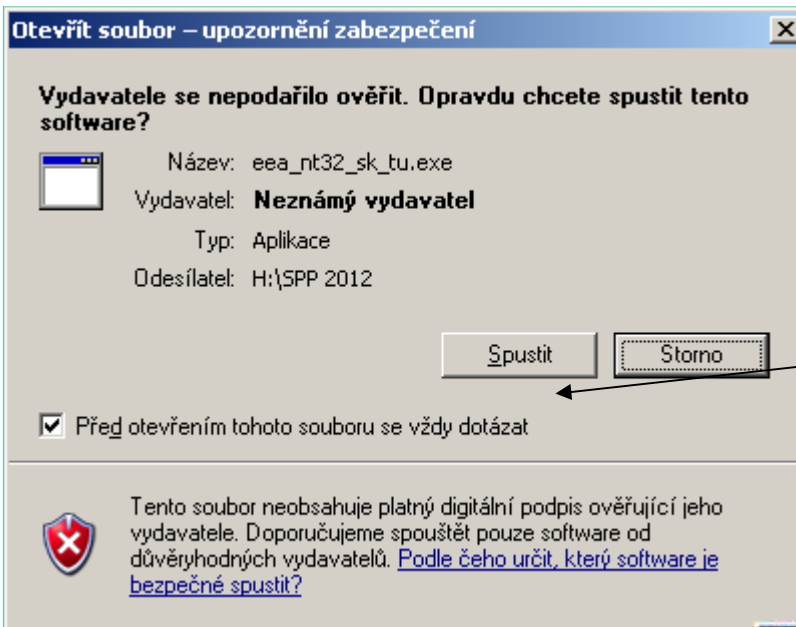 Otevřít soubor – upozornění zabezpečení
Vydavatele se nepodařilo ověřit. Opravdu chcete spustit tento
software?
Název: eea_nt32_sk_tu.exe
Vydavatel: Neznámý vydavatel
Typ: Aplikace
Odesílatel: H:\SPP 2012
Spustit Storno
Před otevřením tohoto souboru se vždy dotázat
Tento soubor neobsahuje platný digitální podpis ověřující jeho
vydavatele. Doporučujeme spouštět pouze software od
důvěryhodných vydavatelů. Podle čeho určit, který software je
bezpečné spustit?